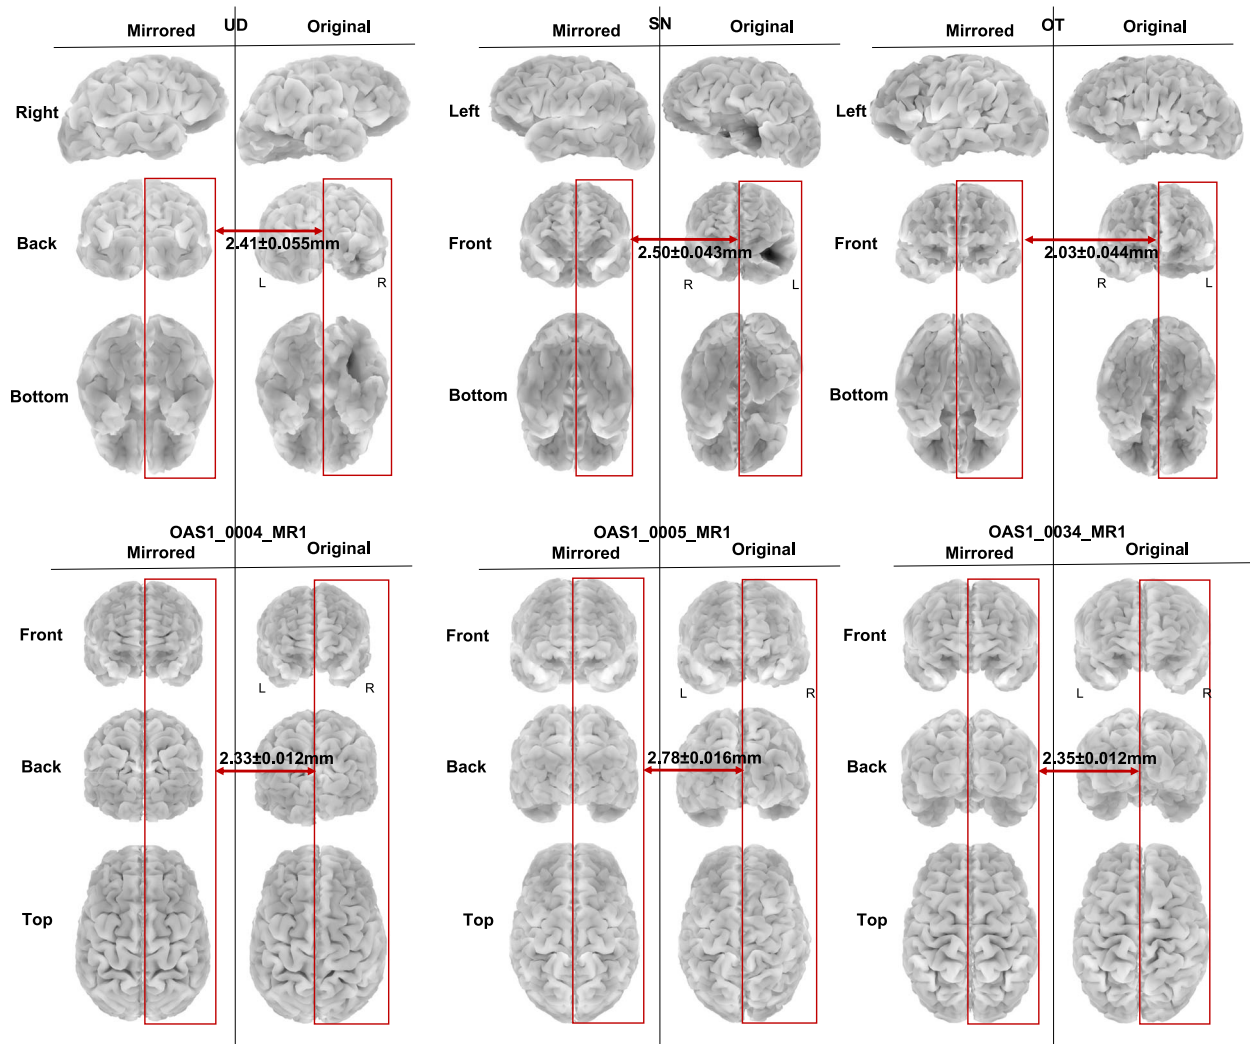 UD
Mirrored Original
Right
Back
2.41±0.055mm
L R
Bottom
SN
Mirrored Original
Left
Front
2.50±0.043mm
R L
Bottom
OT
Mirrored Original
Left
Front
2.03±0.044mm
R L
Bottom
OAS1_0004_MR1
Mirrored Original
Front
L R
Back
2.33±0.012mm
Top
OAS1_0005_MR1
Mirrored Original
Front
L R
Back
2.78±0.016mm
Top
OAS1_0034_MR1
Mirrored Original
Front
L R
Back
2.35±0.012mm
Top